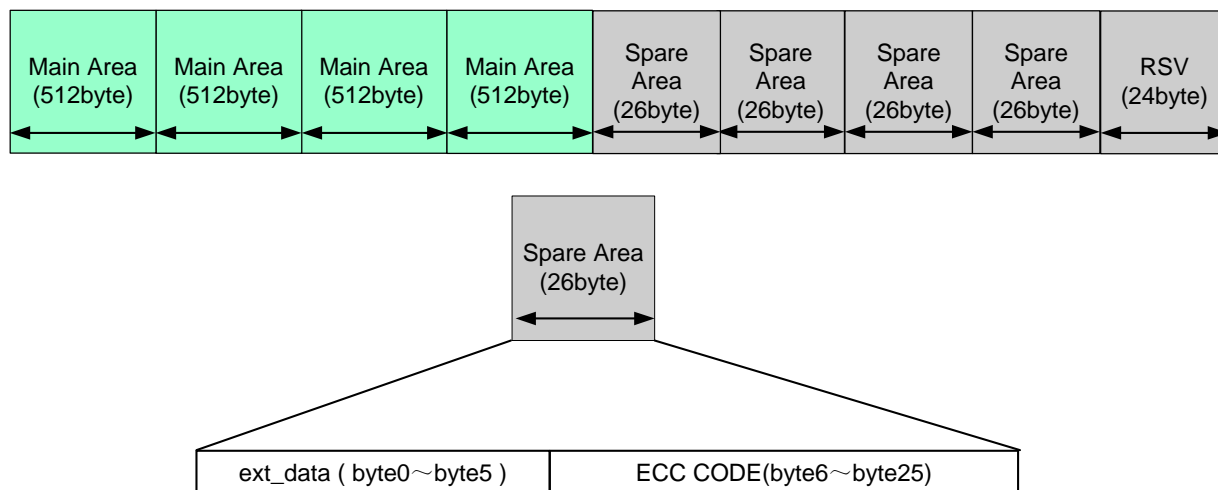 Main Area
(512byte)
Main Area
(512byte)
Main Area
(512byte)
Main Area
(512byte)
Spare
Area
(26byte)
Spare
Area
(26byte)
Spare
Area
(26byte)
Spare
Area
(26byte)
RSV
(24byte)
Spare Area
(26byte)
ext_data ( byte0～byte5 )
ECC CODE(byte6～byte25)